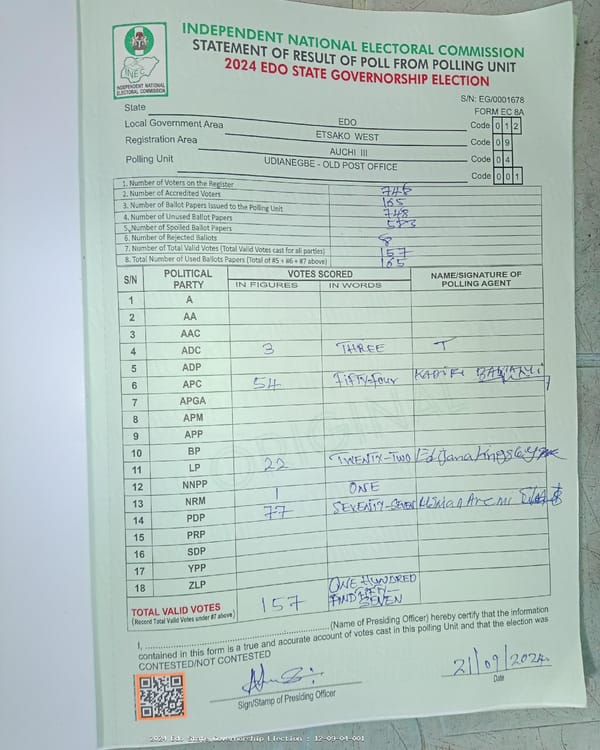 INDEPENDENT NATIONAL ELECTORAL COMMISSION
STATEMENT OF RESULT OF POLL FROM POLLING UNIT
2024 EDO STATE GOVERNORSHIP ELECTION
INEC
INDEPENDENT NATIONAL ELECTORAL COMMISSION
S/N: EG/0001678
FORM EC 8A
State EDO Code 0 1 2
Local Government Area ETSAKO WEST Code 0 9
Registration Area AUCHI III Code 0 4
Polling Unit UDIANEGBE - OLD POST OFFICE Code 0 0 1
1. Number of Voters on the Register 748
2. Number of Accredited Voters 165
3. Number of Ballot Papers Issued to the Polling Unit 748
4. Number of Unused Ballot Papers 583
5. Number of Spoiled Ballot Papers
6. Number of Rejected Ballots 8
7. Number of Total Valid Votes (Total Valid Votes cast for all parties) 157
8. Total Number of Used Ballots Papers (Total of #5 + #6 + #7 above) 165
S/N POLITICAL PARTY VOTES SCORED NAME/SIGNATURE OF POLLING AGENT
IN FIGURES IN WORDS
1 A
2 AA
3 AAC
4 ADC 3 THREE T
5 ADP
6 APC 54 FIFTY-FOUR KADIRI
7 APGA
8 APM
9 APP
10 BP
11 LP 22 TWENTY-TWO
12 NNPP
13 NRM 1 ONE
14 PDP 77 SEVENTY-SEVEN
15 PRP
16 SDP
17 YPP
18 ZLP
TOTAL VALID VOTES 157 ONE HUNDRED AND FIFTY-SEVEN
(Record Total Valid Votes under #7 above)
I, ........ (Name of Presiding Officer) hereby certify that the information
contained in this form is a true and accurate account of votes cast in this polling Unit and that the election was
CONTESTED/NOT CONTESTED
21/09/2024.
Sign/Stamp of Presiding Officer Date
2024 Edo State Governorship Election : 12-09-04-001